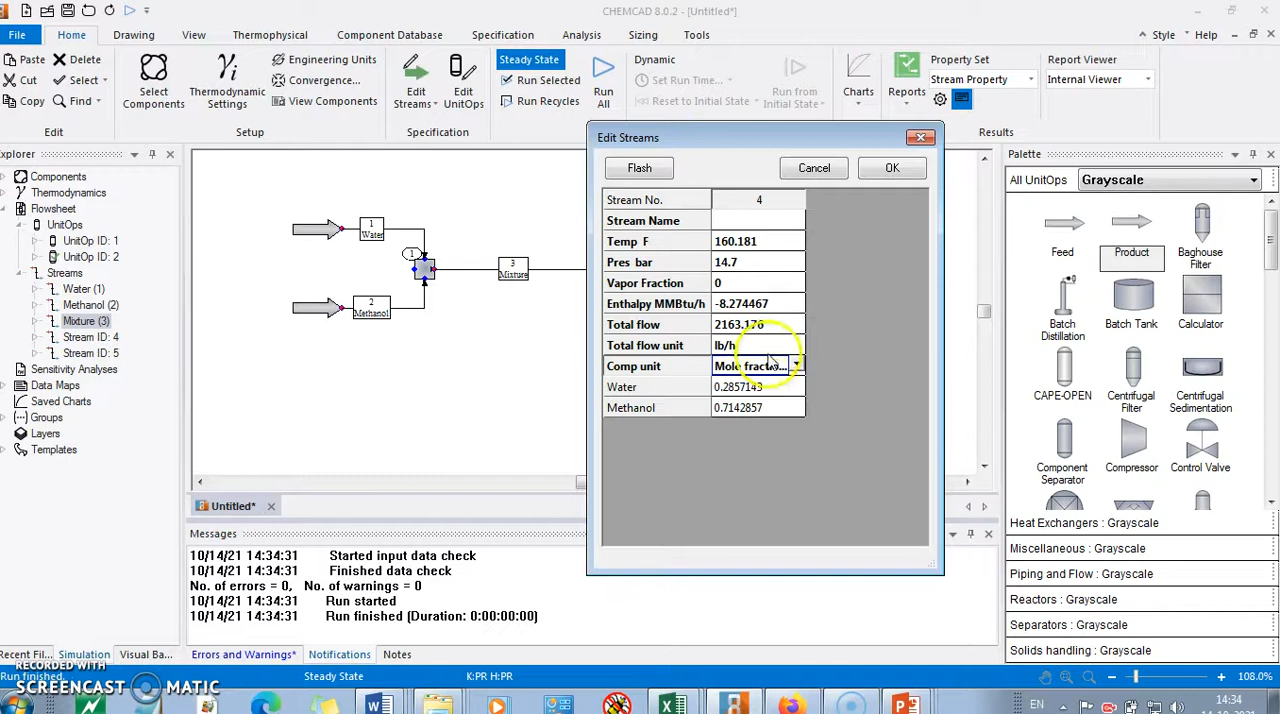 CHEMCAD 8.0.2 - [Untitled*]
File
Home
Drawing
View
Thermophysical
Component Database
Specification
Analysis
Sizing
Tools
Style
Help
Paste
Delete
Cut
Select
Copy
Find
Edit
Select
Components
Thermodynamic
Settings
Engineering Units
Convergence...
View Components
Setup
Edit
Streams
Edit
UnitOps
Specification
Steady State
Run Selected
Run Recycles
Run
All
Dynamic
Set Run Time...
Reset to Initial State
Run from
Initial State
Charts
Reports
Property Set
Stream Property
Report Viewer
Internal Viewer
Results
Explorer
Components
Thermodynamics
Flowsheet
UnitOps
UnitOp ID: 1
UnitOp ID: 2
Streams
Water (1)
Methanol (2)
Mixture (3)
Stream ID: 4
Stream ID: 5
Sensitivity Analyses
Data Maps
Saved Charts
Groups
Layers
Templates
1
Water
1
2
Methanol
3
Mixture
Untitled*
Edit Streams
Flash
Cancel
OK
Stream No. 4
Stream Name
Temp F 160.181
Pres bar 14.7
Vapor Fraction 0
Enthalpy MMBtu/h -8.274467
Total flow 2163.176
Total flow unit lb/h
Comp unit Mole fractio...
Water 0.2857143
Methanol 0.7142857
Palette
All UnitOps
Grayscale
Feed
Product
Baghouse
Filter
Batch
Distillation
Batch Tank
Calculator
CAPE-OPEN
Centrifugal
Filter
Centrifugal
Sedimentation
Component
Separator
Compressor
Control Valve
Heat Exchangers : Grayscale
Miscellaneous : Grayscale
Piping and Flow : Grayscale
Reactors : Grayscale
Separators : Grayscale
Solids handling : Grayscale
Messages
10/14/21 14:34:31 Started input data check
10/14/21 14:34:31 Finished data check
No. of errors = 0, No. of warnings = 0
10/14/21 14:34:31 Run started
10/14/21 14:34:31 Run finished (Duration: 0:00:00:00)
Recent Fil...
Simulation
Visual Ba...
Errors and Warnings*
Notifications
Notes
Run finished.
Steady State
K:PR H:PR
108.0%
RECORDED WITH
SCREENCAST MATIC
EN
14:34